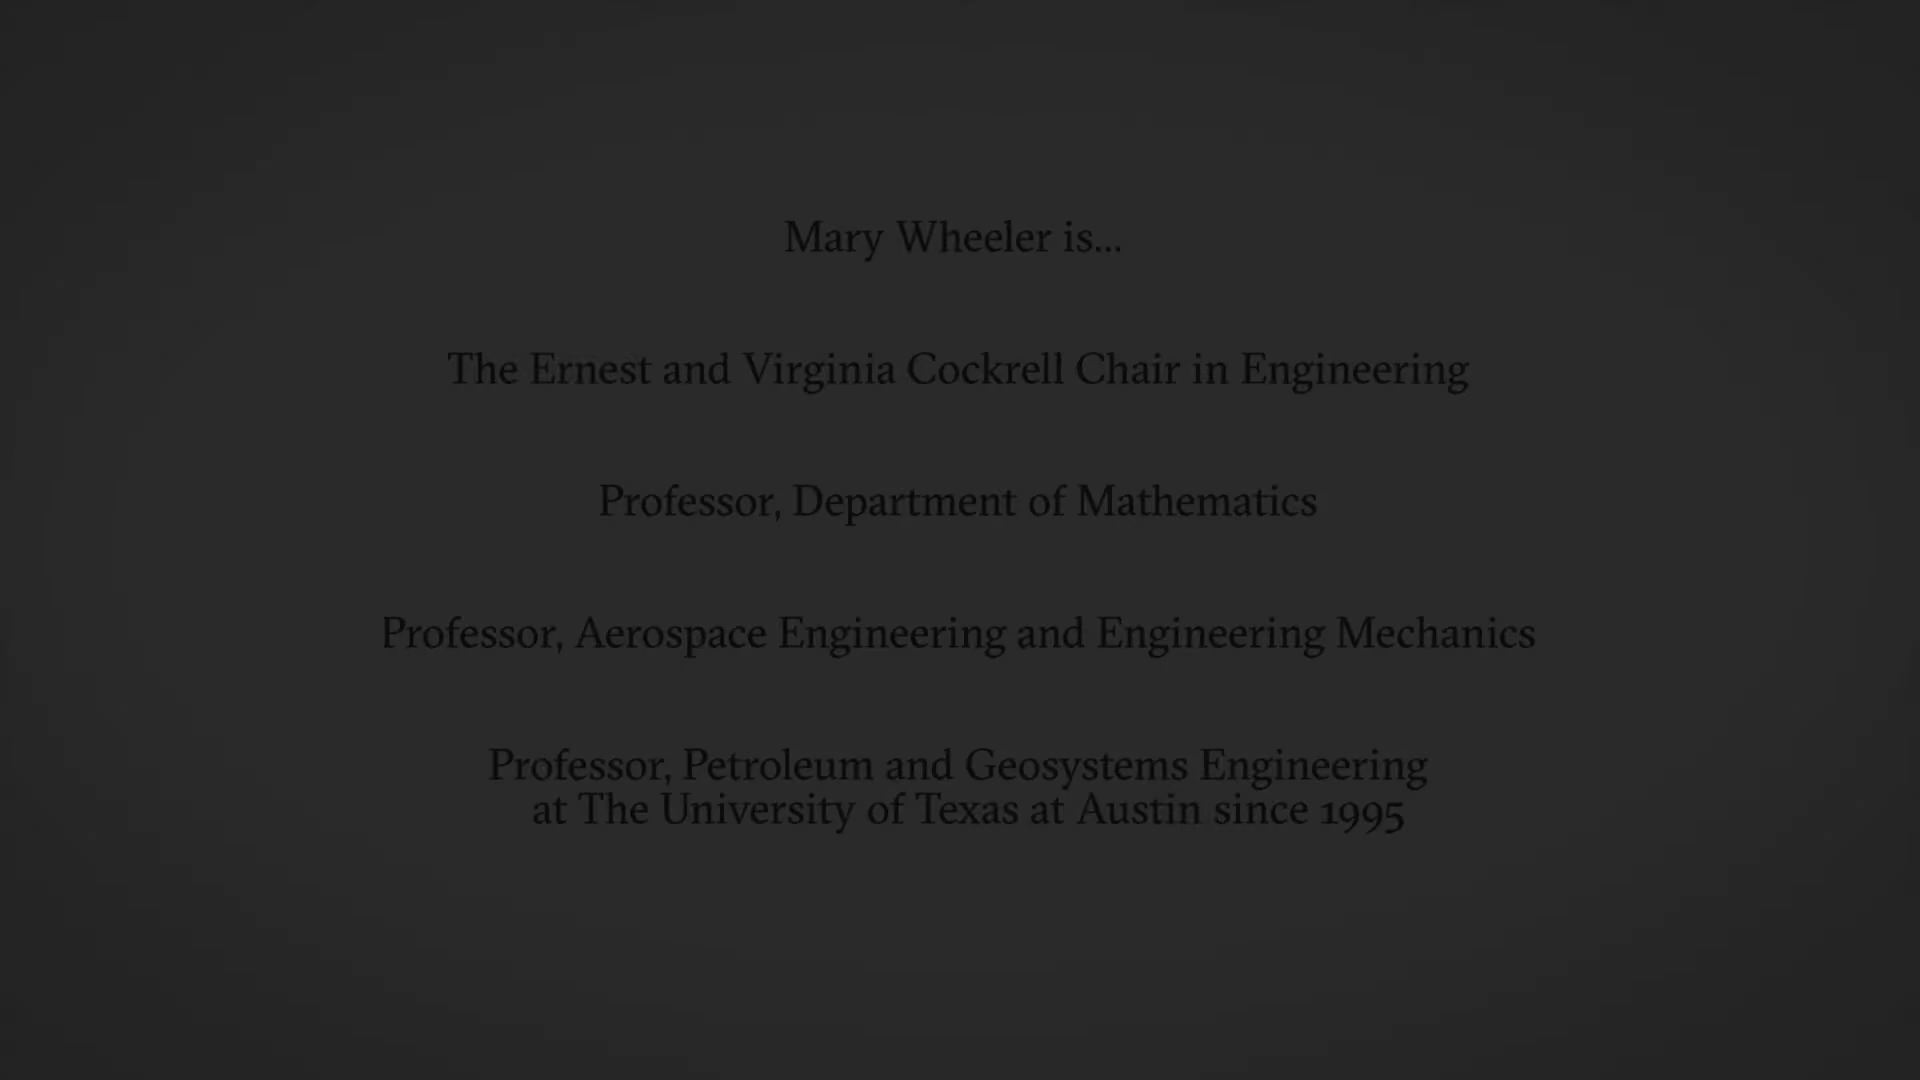 Mary Wheeler is...
The Ernest and Virginia Cockrell Chair in Engineering
Professor, Department of Mathematics
Professor, Aerospace Engineering and Engineering Mechanics
Professor, Petroleum and Geosystems Engineering
at The University of Texas at Austin since 1995